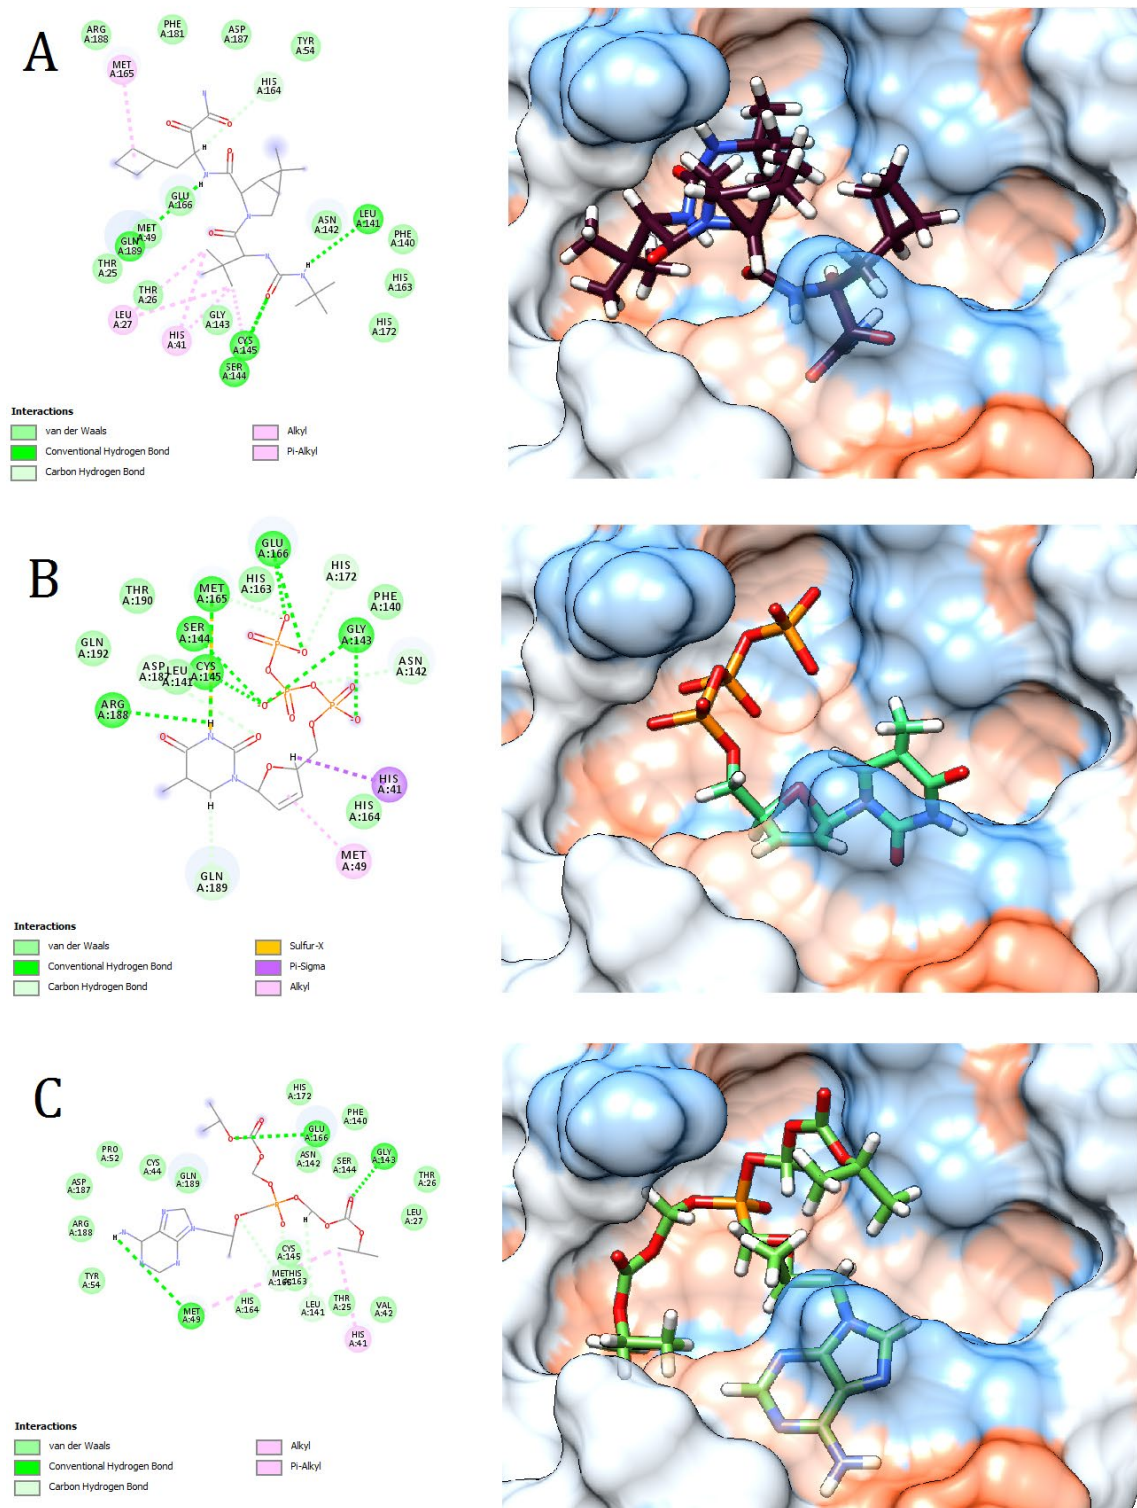 A
ARG
A:188
PHE
A:181
ASP
A:187
TYR
A:54
MET
A:165
HIS
A:164
GLU
A:166
MET
A:49
GLN
A:189
ASN
A:142
LEU
A:141
PHE
A:140
THR
A:25
HIS
A:163
THR
A:26
LEU
A:27
GLY
A:143
HIS
A:41
HIS
A:172
CYS
A:145
SER
A:144
O
O
N
H
O
N
O
N
N
H
O
Interactions
van der Waals
Conventional Hydrogen Bond
Carbon Hydrogen Bond
Alkyl
Pi-Alkyl
B
GLU
A:166
THR
A:190
MET
A:165
HIS
A:163
HIS
A:172
PHE
A:140
SER
A:144
GLY
A:143
GLN
A:192
ASP
A:187
LEU
A:141
CYS
A:145
ASN
A:142
ARG
A:188
HIS
A:41
HIS
A:164
MET
A:49
GLN
A:189
Interactions
van der Waals
Conventional Hydrogen Bond
Carbon Hydrogen Bond
Sulfur-X
Pi-Sigma
Alkyl
C
HIS
A:172
PHE
A:140
GLU
A:166
PRO
A:52
CYS
A:44
ASN
A:142
SER
A:144
GLY
A:143
ASP
A:187
GLN
A:189
THR
A:26
ARG
A:188
LEU
A:27
CYS
A:145
TYR
A:54
MET
A:165
HIS
A:163
MET
A:49
HIS
A:164
LEU
A:141
THR
A:25
VAL
A:42
HIS
A:41
Interactions
van der Waals
Conventional Hydrogen Bond
Carbon Hydrogen Bond
Alkyl
Pi-Alkyl